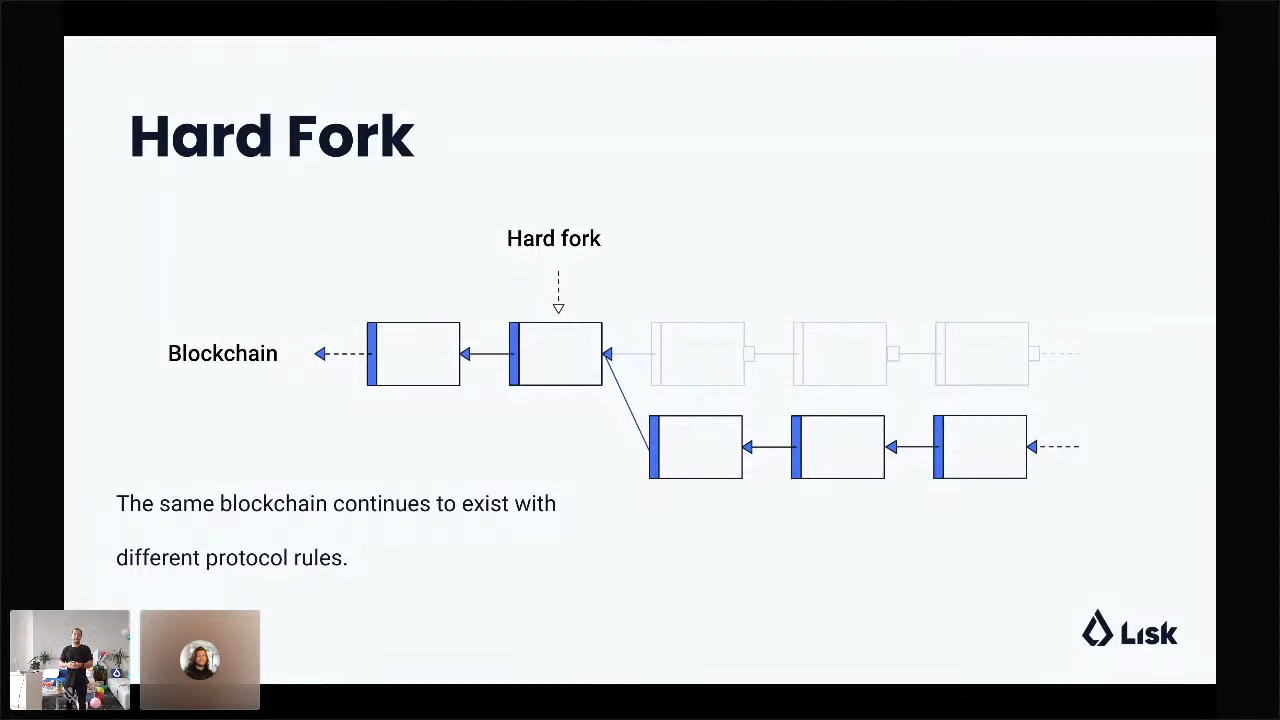 Hard Fork
Hard fork
Blockchain
The same blockchain continues to exist with
different protocol rules.
Lisk